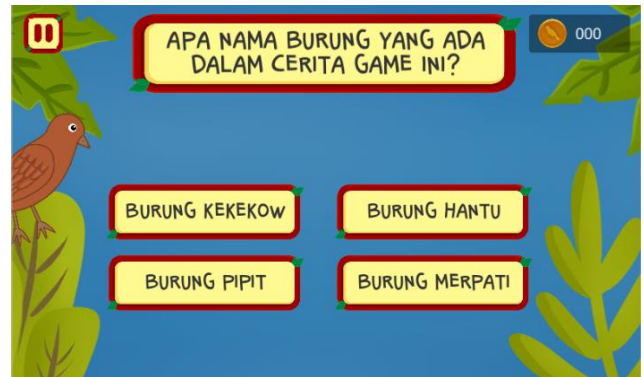 APA NAMA BURUNG YANG ADA
DALAM CERITA GAME INI?
000
BURUNG KEKEKOW
BURUNG HANTU
BURUNG PIPIT
BURUNG MERPATI